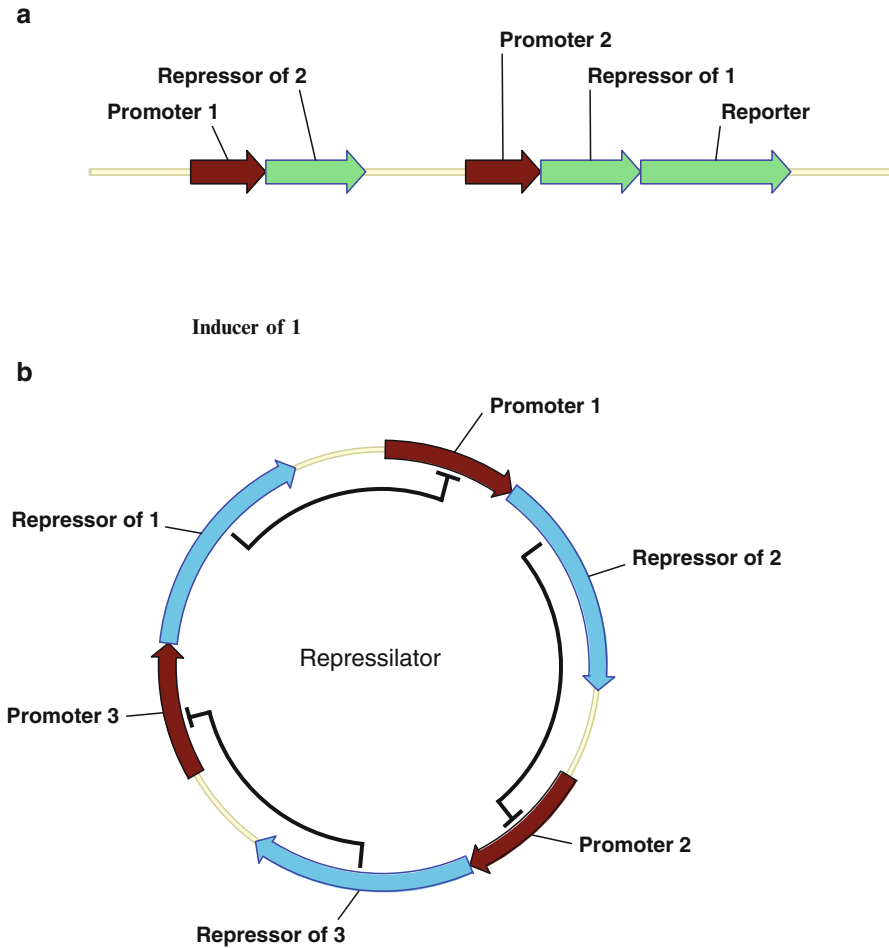 a
Promoter 2
Repressor of 2
Repressor of 1
Promoter 1
Reporter
Inducer of 1
b
Promoter 1
Repressor of 1
Repressor of 2
Repressilator
Promoter 3
Promoter 2
Repressor of 3